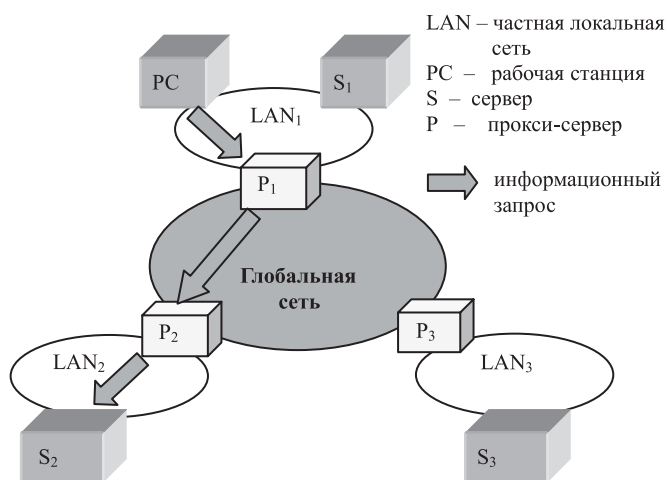 LAN – частная локальная
сеть
PC – рабочая станция
S – сервер
P – прокси-сервер
информационный
запрос
PC
S₁
LAN₁
P₁
Глобальная
сеть
P₂
P₃
LAN₂
LAN₃
S₂
S₃